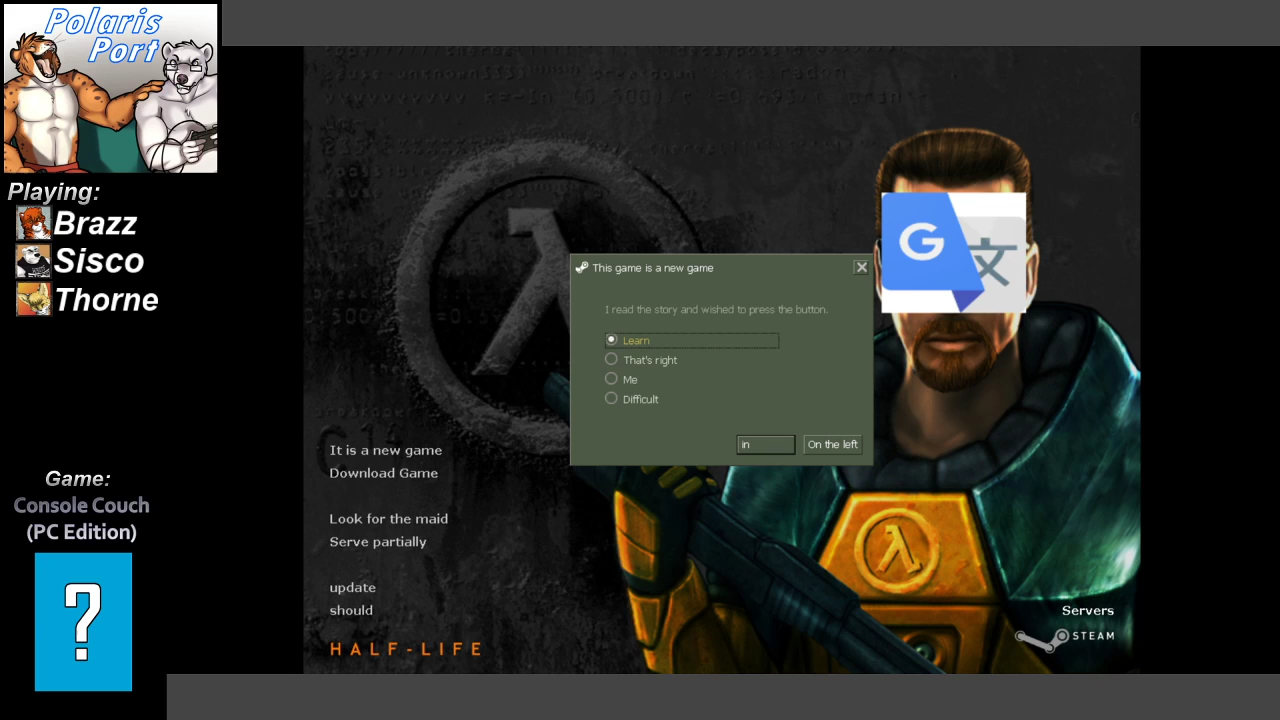 Polaris
Port
Playing:
Brazz
Sisco
Thorne
Game:
Console Couch
(PC Edition)
?
G 文
This game is a new game
I read the story and wished to press the button.
Learn
That's right
Me
Difficult
in
On the left
It is a new game
Download Game
Look for the maid
Serve partially
update
should
HALF-LIFE
Servers
STEAM